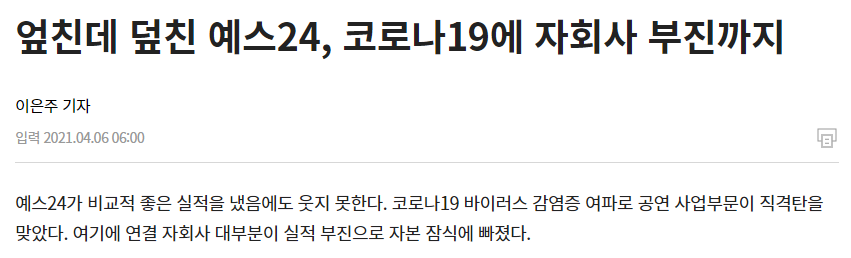 엎친데 덮친 예스24, 코로나19에 자회사 부진까지
이은주 기자
입력 2021.04.06 06:00
예스24가 비교적 좋은 실적을 냈음에도 웃지 못한다. 코로나19 바이러스 감염증 여파로 공연 사업부문이 직격탄을
맞았다. 여기에 연결 자회사 대부분이 실적 부진으로 자본 잠식에 빠졌다.